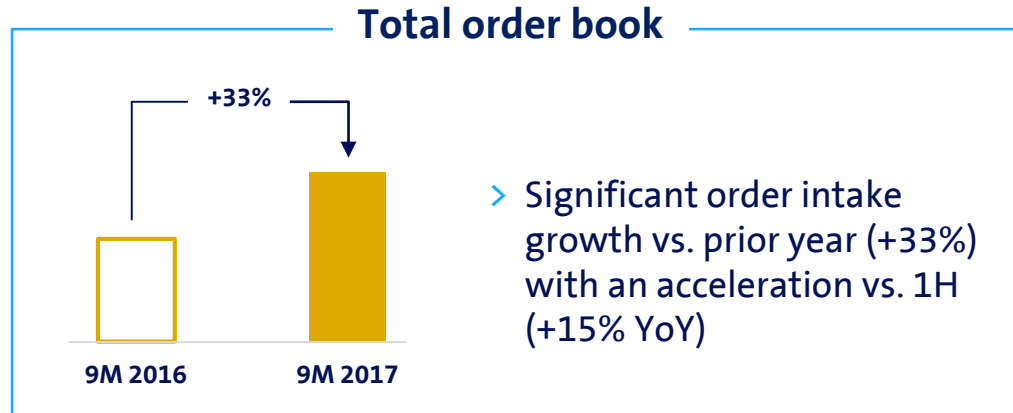 Total order book
+33%
> Significant order intake
growth vs. prior year (+33%)
with an acceleration vs. 1H
(+15% YoY)
9M 2016
9M 2017